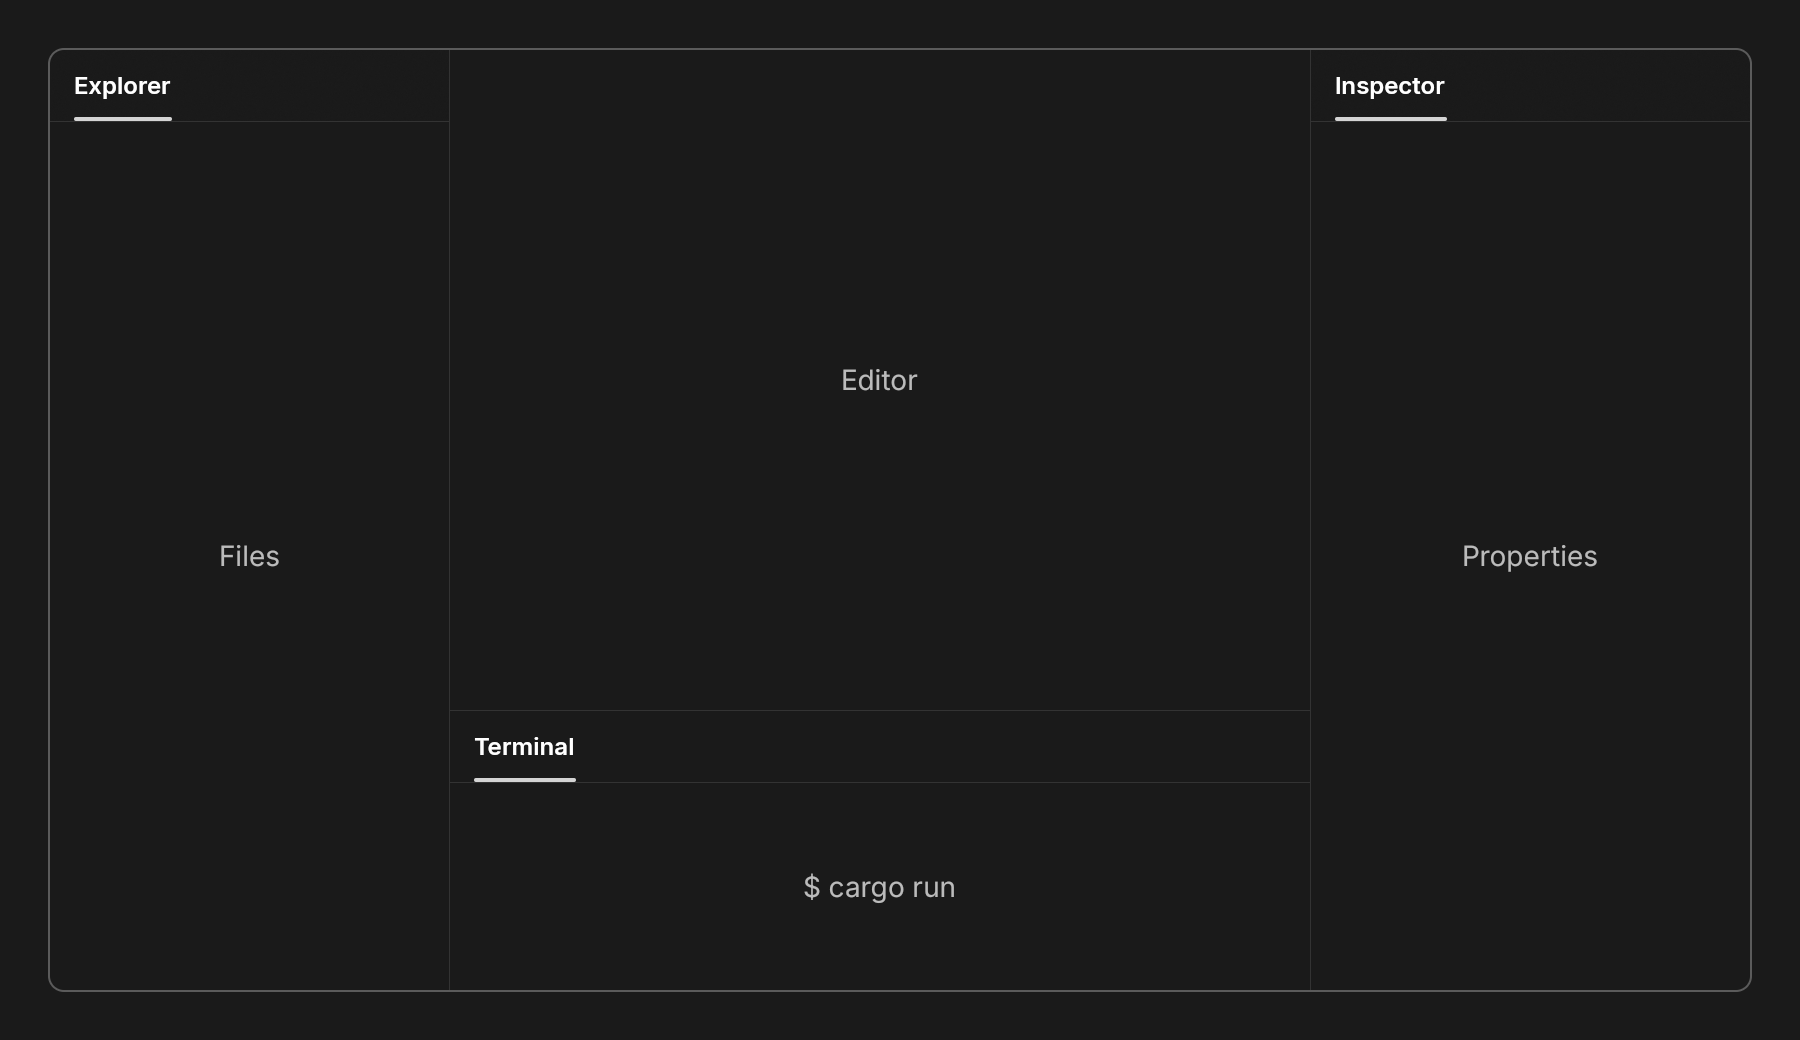 Explorer
Files
Editor
Terminal
$ cargo run
Inspector
Properties